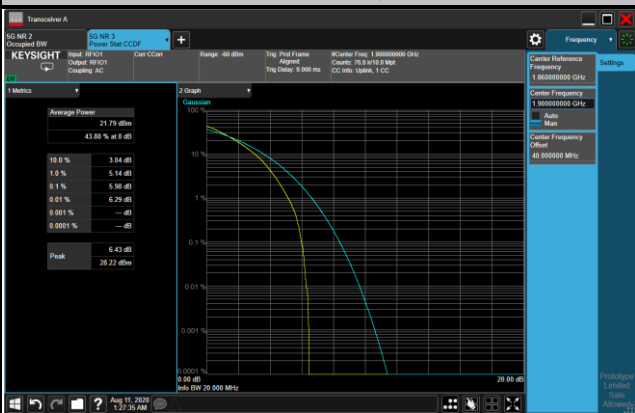 Transceiver A
5G NR 2
Occupied BW
5G NR 3
Power Stat CCDF
Frequency
KEYSIGHT
Input: RFIO1
Output: RFIO1
Coupling: AC
Corr CCorr
Range: -60 dBm
Trig: Prd Frame
Aligned
Trig Delay: 9.000 ms
#Center Freq: 1.900000000 GHz
Counts: 76.8 k/10.0 Mpt
CC Info: Uplink, 1 CC
1 Metrics
Average Power
21.79 dBm
43.80 % at 0 dB
10.0 % 3.04 dB
1.0 % 5.14 dB
0.1 % 5.98 dB
0.01 % 6.29 dB
0.001 % --- dB
0.0001 % --- dB
Peak
6.43 dB
28.22 dBm
2 Graph
Gaussian
100 %
10 %
1 %
0.1 %
0.01 %
0.001 %
0.0001 %
0.00 dB
20.00 dB
Info BW 20.000 MHz
Carrier Reference
Frequency
1.860000000 GHz
Center Frequency
1.900000000 GHz
Auto
Man
Center Frequency
Offset
40.000000 MHz
Settings
Prototype
Limited
Sale
Allowed
Aug 11, 2020
1:27:35 AM